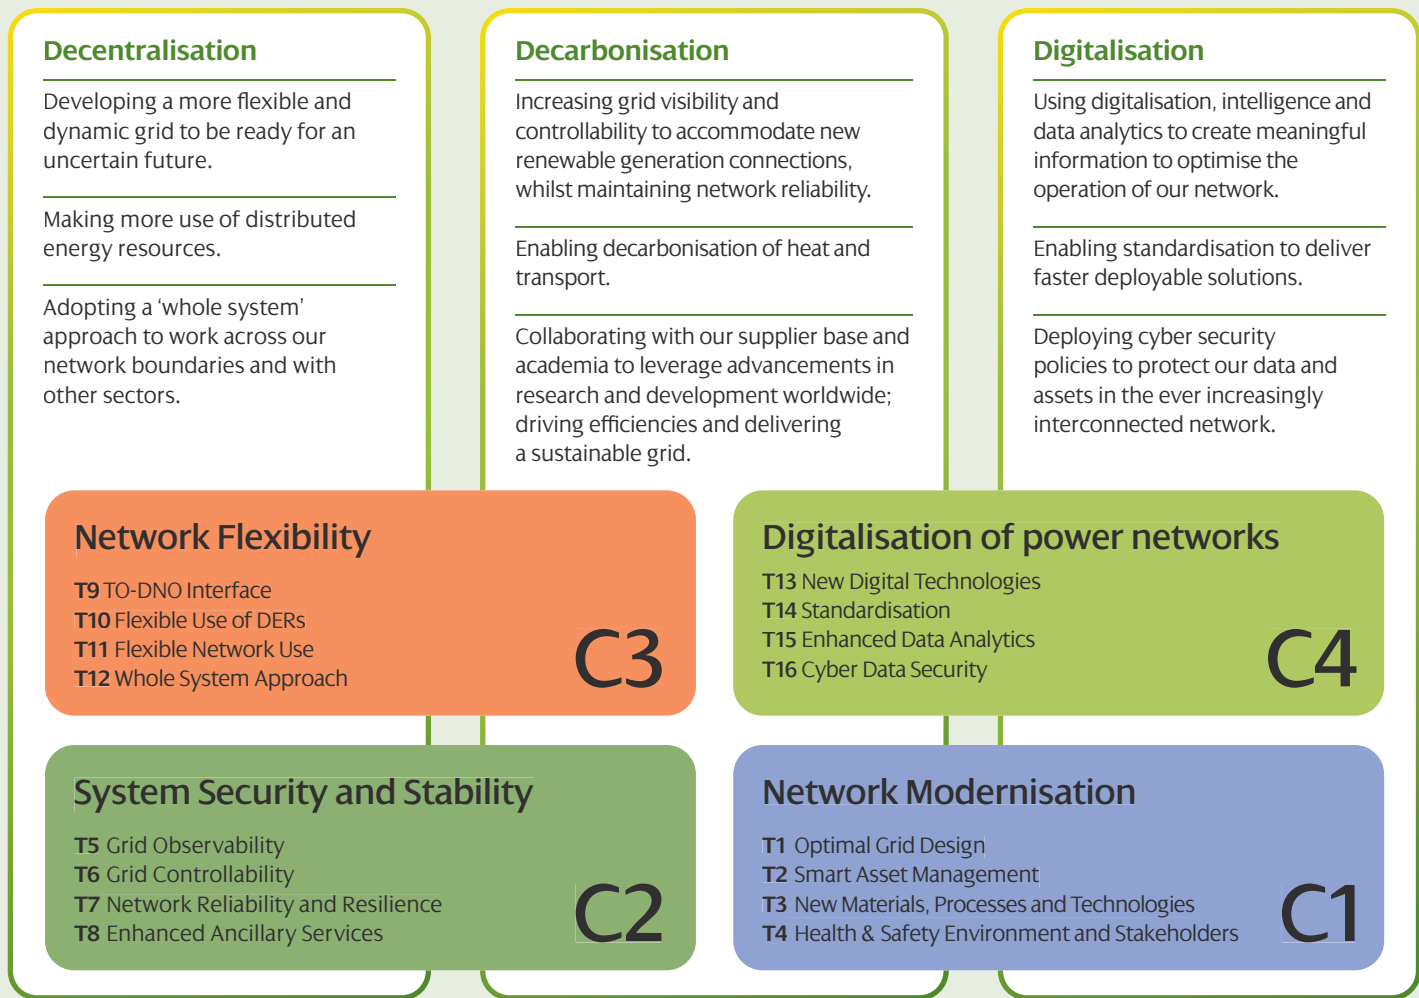 Decentralisation
Developing a more flexible and
dynamic grid to be ready for an
uncertain future.
Making more use of distributed
energy resources.
Adopting a ‘whole system’
approach to work across our
network boundaries and with
other sectors.
Decarbonisation
Increasing grid visibility and
controllability to accommodate new
renewable generation connections,
whilst maintaining network reliability.
Enabling decarbonisation of heat and
transport.
Collaborating with our supplier base and
academia to leverage advancements in
research and development worldwide;
driving efficiencies and delivering
a sustainable grid.
Digitalisation
Using digitalisation, intelligence and
data analytics to create meaningful
information to optimise the
operation of our network.
Enabling standardisation to deliver
faster deployable solutions.
Deploying cyber security
policies to protect our data and
assets in the ever increasingly
interconnected network.
Network Flexibility
T9 TO-DNO Interface
T10 Flexible Use of DERs
T11 Flexible Network Use
T12 Whole System Approach
C3
Digitalisation of power networks
T13 New Digital Technologies
T14 Standardisation
T15 Enhanced Data Analytics
T16 Cyber Data Security
C4
System Security and Stability
T5 Grid Observability
T6 Grid Controllability
T7 Network Reliability and Resilience
T8 Enhanced Ancillary Services
C2
Network Modernisation
T1 Optimal Grid Design
T2 Smart Asset Management
T3 New Materials, Processes and Technologies
T4 Health & Safety Environment and Stakeholders
C1